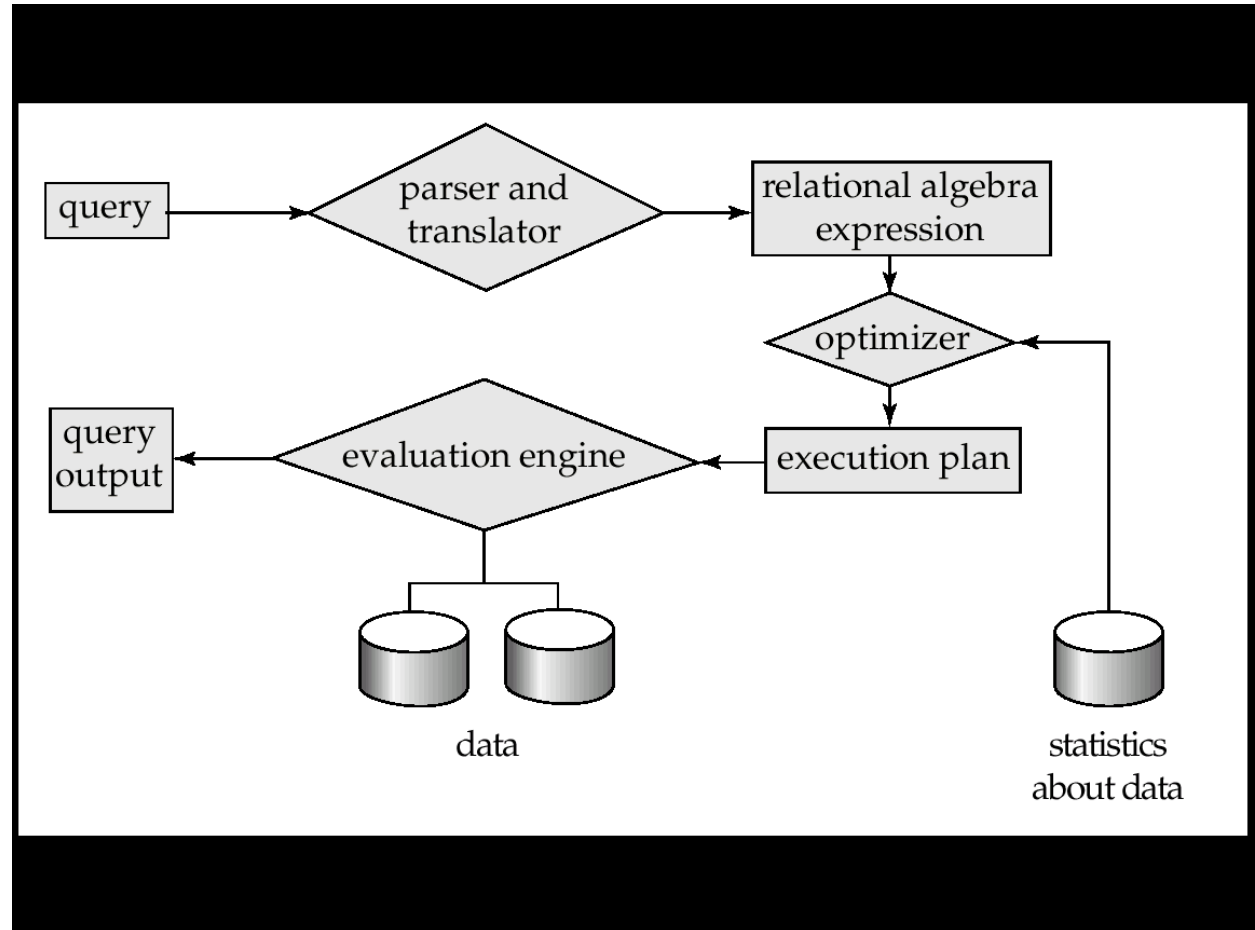 query
parser and
translator
relational algebra
expression
optimizer
query
output
evaluation engine
execution plan
data
statistics
about data